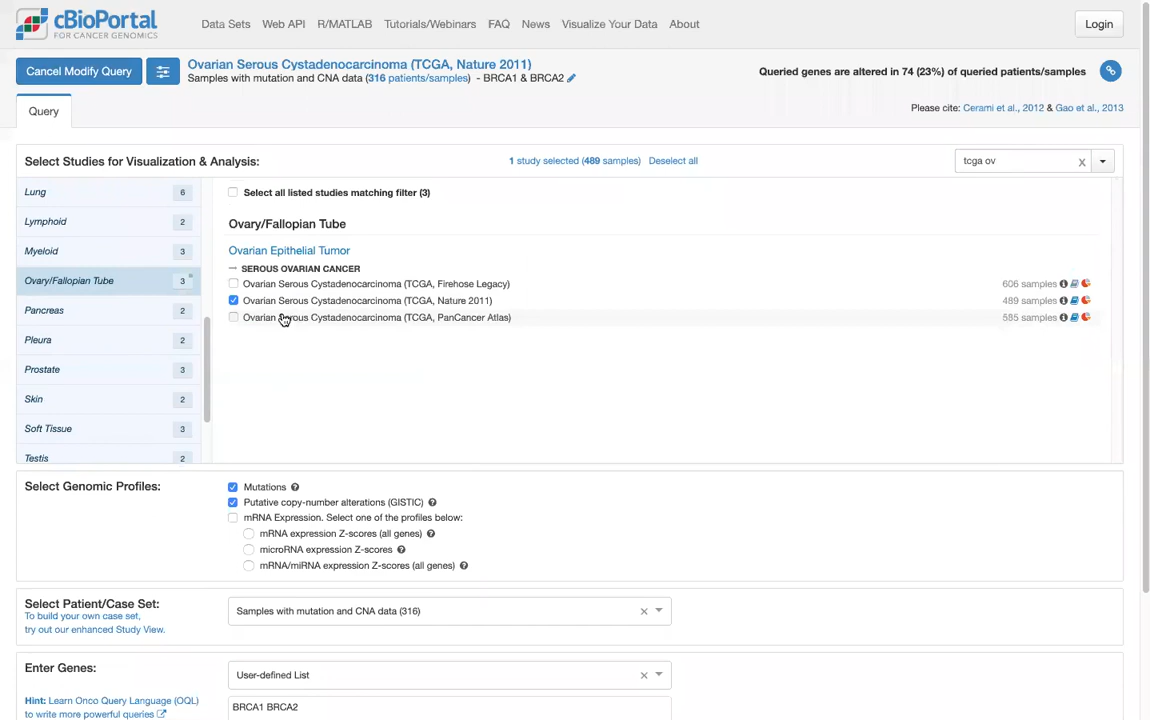 cBioPortal
FOR CANCER GENOMICS
Data Sets Web API R/MATLAB Tutorials/Webinars FAQ News Visualize Your Data About
Login
Cancel Modify Query
Ovarian Serous Cystadenocarcinoma (TCGA, Nature 2011)
Samples with mutation and CNA data (316 patients/samples) - BRCA1 & BRCA2
Queried genes are altered in 74 (23%) of queried patients/samples
Query
Please cite: Cerami et al., 2012 & Gao et al., 2013
Select Studies for Visualization & Analysis:
1 study selected (489 samples) Deselect all
tcga ov x
Lung 6
Lymphoid 2
Myeloid 3
Ovary/Fallopian Tube 3
Pancreas 2
Pleura 2
Prostate 3
Skin 2
Soft Tissue 3
Testis 2
Select all listed studies matching filter (3)
Ovary/Fallopian Tube
Ovarian Epithelial Tumor
SEROUS OVARIAN CANCER
Ovarian Serous Cystadenocarcinoma (TCGA, Firehose Legacy) 606 samples
Ovarian Serous Cystadenocarcinoma (TCGA, Nature 2011) 489 samples
Ovarian Serous Cystadenocarcinoma (TCGA, PanCancer Atlas) 585 samples
Select Genomic Profiles:
Mutations
Putative copy-number alterations (GISTIC)
mRNA Expression. Select one of the profiles below:
mRNA expression Z-scores (all genes)
microRNA expression Z-scores
mRNA/miRNA expression Z-scores (all genes)
Select Patient/Case Set:
To build your own case set,
try out our enhanced Study View.
Samples with mutation and CNA data (316)
Enter Genes:
User-defined List
Hint: Learn Onco Query Language (OQL)
to write more powerful queries
BRCA1 BRCA2